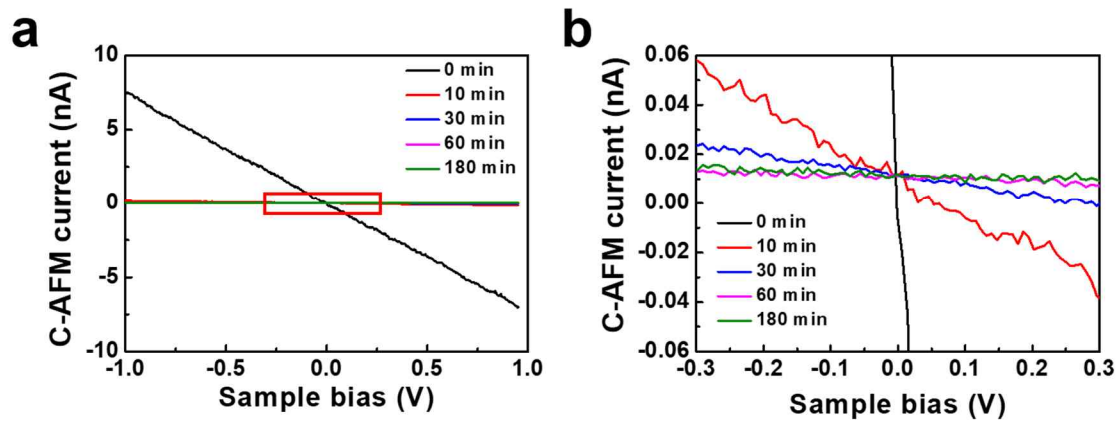 a
C-AFM current (nA)
10
5
0
-5
-10
-1.0 -0.5 0.0 0.5 1.0
Sample bias (V)
0 min
10 min
30 min
60 min
180 min
b
C-AFM current (nA)
0.06
0.04
0.02
0.00
-0.02
-0.04
-0.06
-0.3 -0.2 -0.1 0.0 0.1 0.2 0.3
Sample bias (V)
0 min
10 min
30 min
60 min
180 min